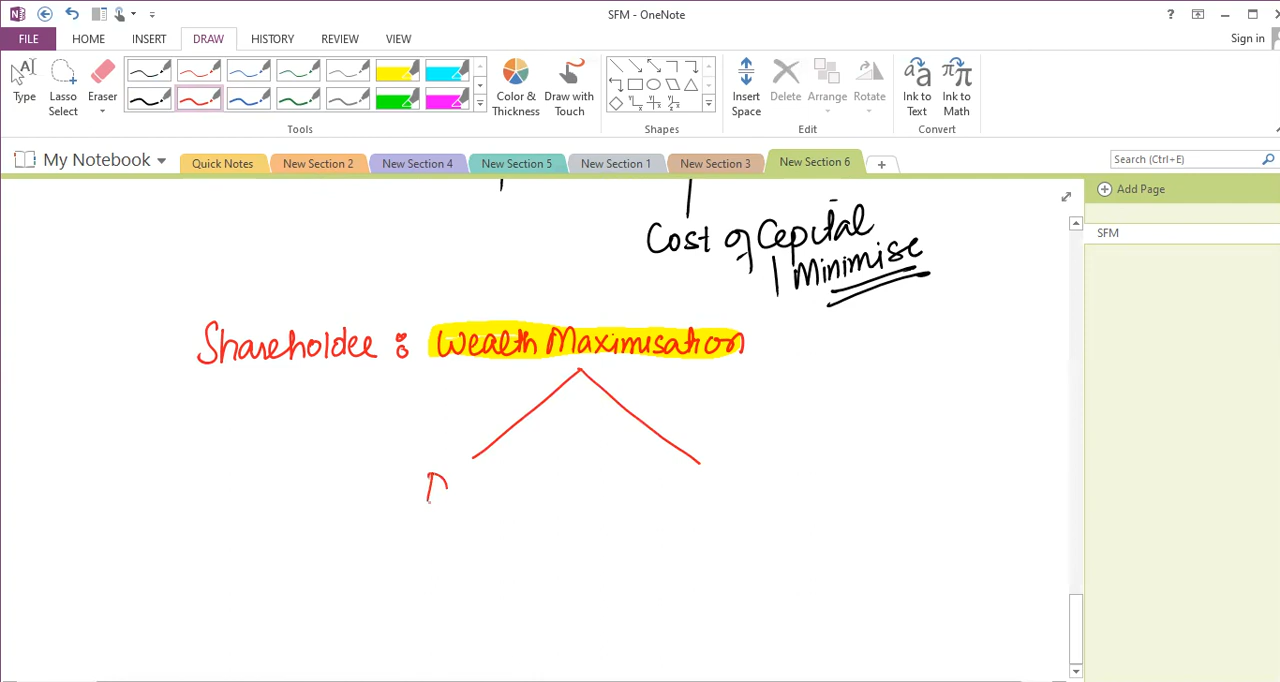 SFM - OneNote
?
Sign in
FILE HOME INSERT DRAW HISTORY REVIEW VIEW
Type
Lasso Select
Eraser
Color & Thickness
Draw with Touch
Insert Space
Delete
Arrange
Rotate
Ink to Text
Ink to Math
Tools
Shapes
Edit
Convert
My Notebook
Quick Notes
New Section 2
New Section 4
New Section 5
New Section 1
New Section 3
New Section 6
Search (Ctrl+E)
Add Page
SFM
Cost of Cepital
Minimise
Shareholdee : Wealth Maximisation